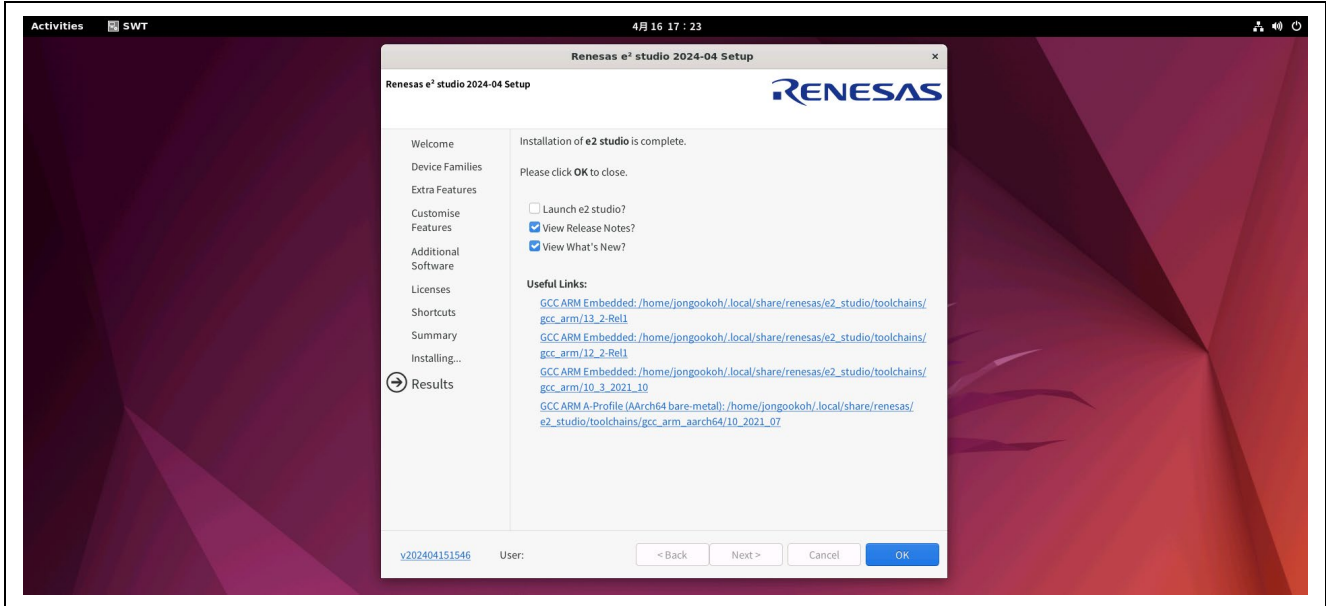 Activities SWT 4月 16 17：23
Renesas e² studio 2024-04 Setup ×
Renesas e² studio 2024-04 Setup
RENESAS
Welcome
Device Families
Extra Features
Customise
Features
Additional
Software
Licenses
Shortcuts
Summary
Installing...
Results
Installation of e2 studio is complete.
Please click OK to close.
Launch e2 studio?
View Release Notes?
View What's New?
Useful Links:
GCC ARM Embedded: /home/jongookoh/.local/share/renesas/e2_studio/toolchains/
gcc_arm/13_2-Rel1
GCC ARM Embedded: /home/jongookoh/.local/share/renesas/e2_studio/toolchains/
gcc_arm/12_2-Rel1
GCC ARM Embedded: /home/jongookoh/.local/share/renesas/e2_studio/toolchains/
gcc_arm/10_3_2021_10
GCC ARM A-Profile (AArch64 bare-metal): /home/jongookoh/.local/share/renesas/
e2_studio/toolchains/gcc_arm_aarch64/10_2021_07
v202404151546 User: < Back Next > Cancel OK